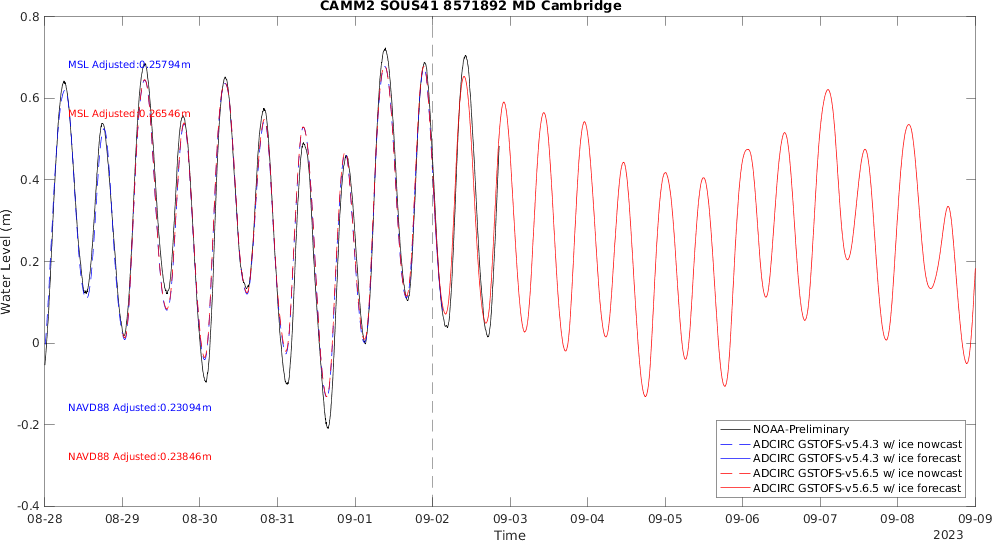 CAMM2 SOUS41 8571892 MD Cambridge
0.8
0.6
0.4
0.2
0
-0.2
-0.4
Water Level (m)
MSL Adjusted:0.25794m
MSL Adjusted:0.26546m
NAVD88 Adjusted:0.23094m
NAVD88 Adjusted:0.23846m
NOAA-Preliminary
ADCIRC GSTOFS-v5.4.3 w/ ice nowcast
ADCIRC GSTOFS-v5.4.3 w/ ice forecast
ADCIRC GSTOFS-v5.6.5 w/ ice nowcast
ADCIRC GSTOFS-v5.6.5 w/ ice forecast
08-28 08-29 08-30 08-31 09-01 09-02 09-03 09-04 09-05 09-06 09-07 09-08 09-09
Time
2023